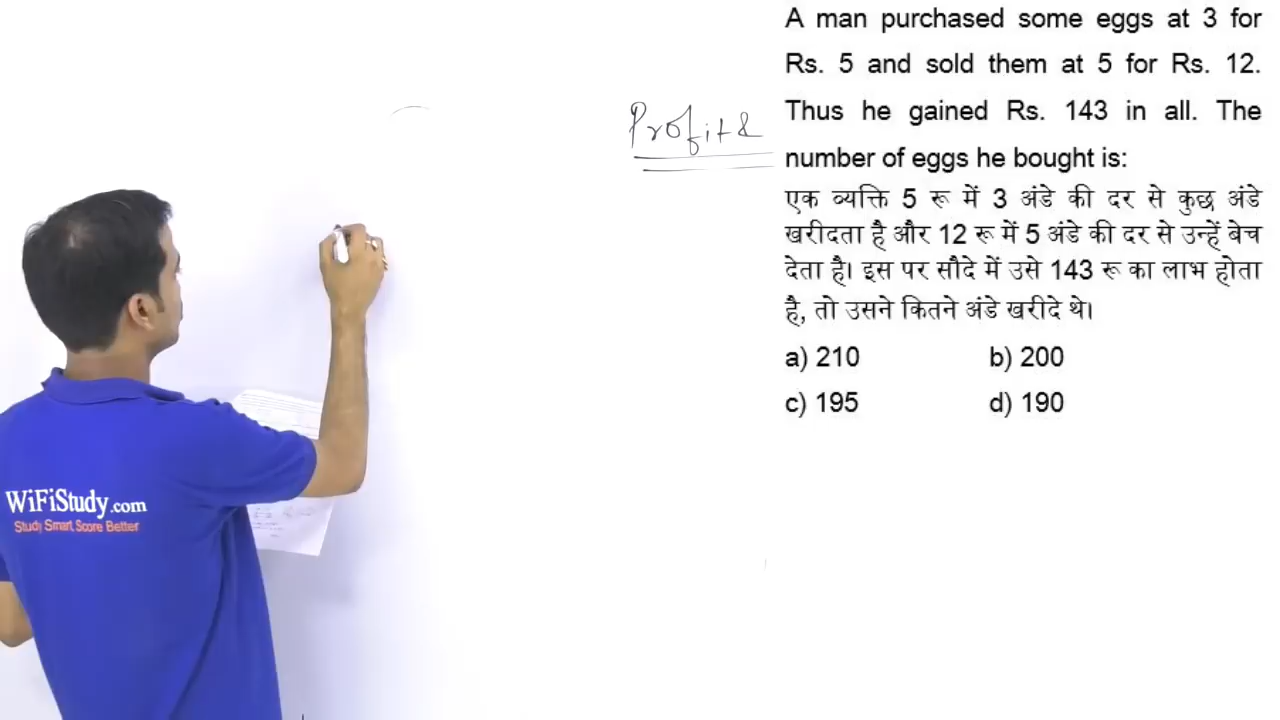 A man purchased some eggs at 3 for
Rs. 5 and sold them at 5 for Rs. 12.
Thus he gained Rs. 143 in all. The
number of eggs he bought is:
एक व्यक्ति 5 रू में 3 अंडे की दर से कुछ अंडे
खरीदता है और 12 रू में 5 अंडे की दर से उन्हें बेच
देता है। इस पर सौदे में उसे 143 रू का लाभ होता
है, तो उसने कितने अंडे खरीदे थे।
a) 210 b) 200
c) 195 d) 190
Profit &
WiFiStudy.com
Study Smart, Score Better